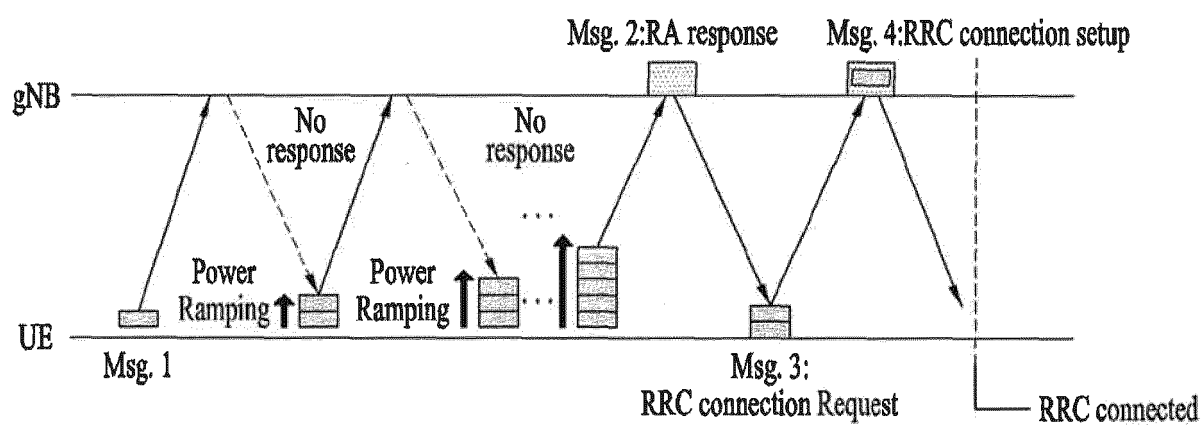 Msg. 2:RA response
Msg. 4:RRC connection setup
gNB
No
response
No
response
...
Power
Ramping
Power
Ramping
...
UE
Msg. 1
Msg. 3:
RRC connection Request
RRC connected